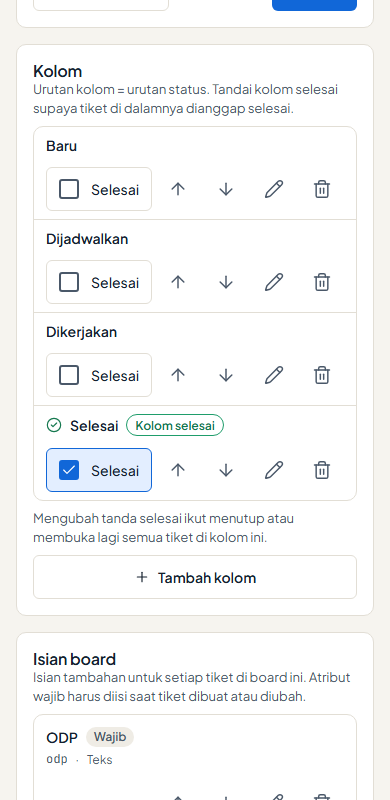 Kolom
Urutan kolom = urutan status. Tandai kolom selesai
supaya tiket di dalamnya dianggap selesai.
Baru
Selesai
Dijadwalkan
Selesai
Dikerjakan
Selesai
Selesai Kolom selesai
Selesai
Mengubah tanda selesai ikut menutup atau
membuka lagi semua tiket di kolom ini.
Tambah kolom
Isian board
Isian tambahan untuk setiap tiket di board ini. Atribut
wajib harus diisi saat tiket dibuat atau diubah.
ODP Wajib
odp · Teks